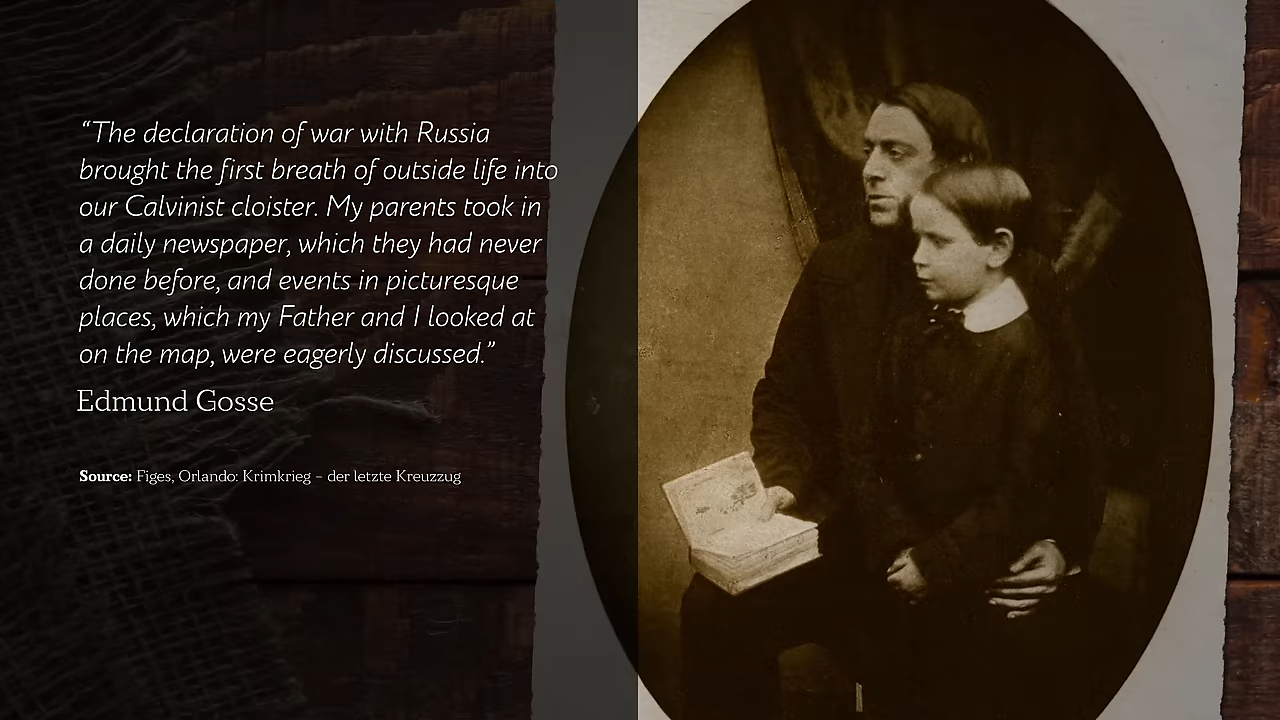 “The declaration of war with Russia
brought the first breath of outside life into
our Calvinist cloister. My parents took in
a daily newspaper, which they had never
done before, and events in picturesque
places, which my Father and I looked at
on the map, were eagerly discussed.”
Edmund Gosse
Source: Figes, Orlando: Krimkrieg – der letzte Kreuzzug